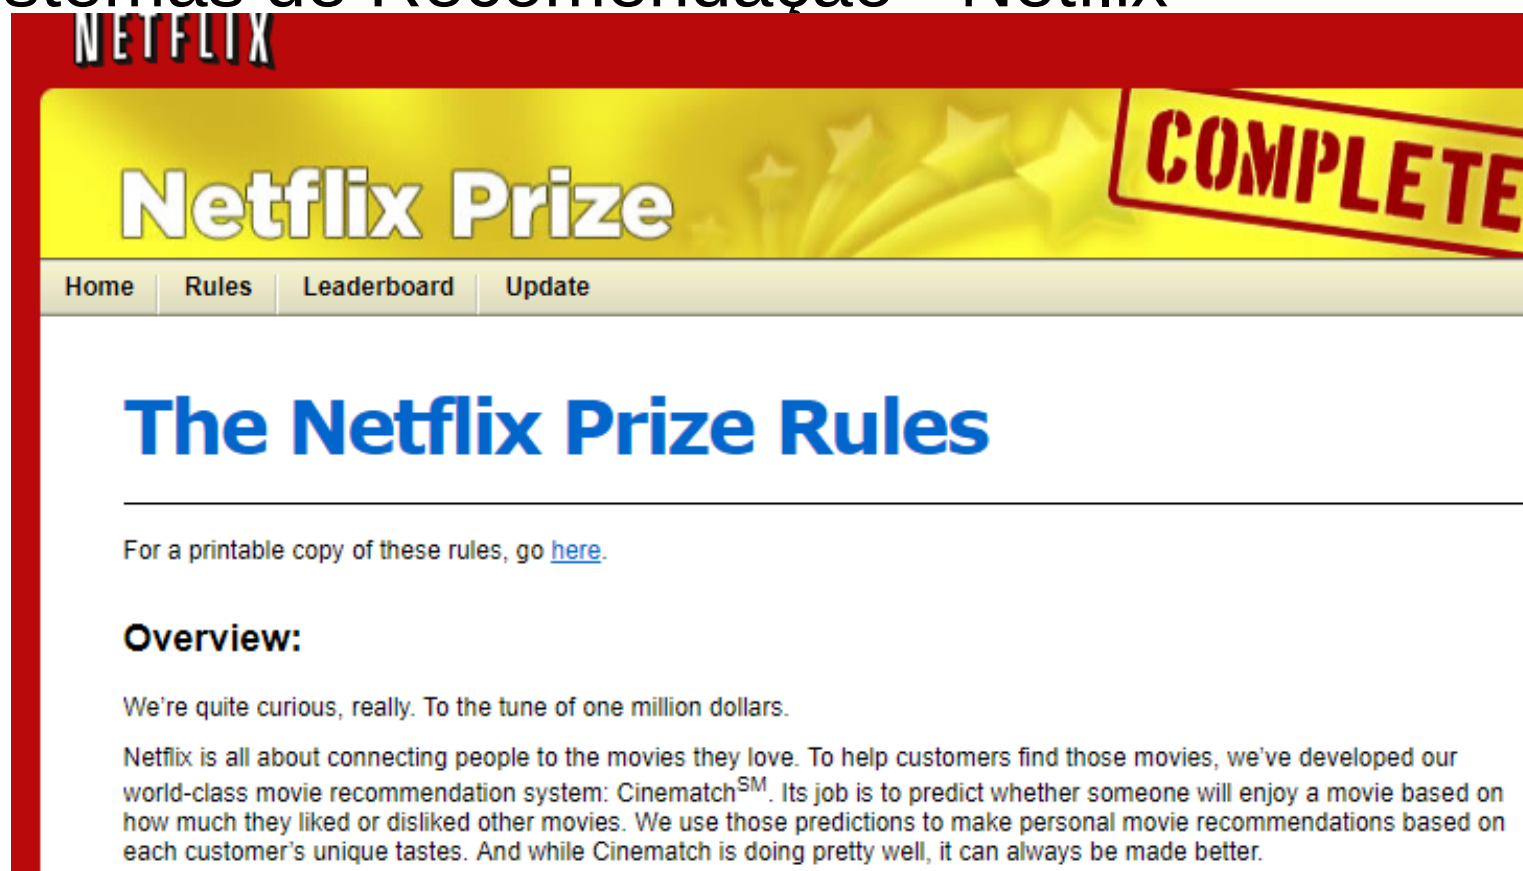 stemas de Recomendação - Netflix
NETFLIX
COMPLETE
Netflix Prize
Home Rules Leaderboard Update
The Netflix Prize Rules
For a printable copy of these rules, go here.
Overview:
We're quite curious, really. To the tune of one million dollars.
Netflix is all about connecting people to the movies they love. To help customers find those movies, we've developed our
world-class movie recommendation system: Cinematch℠. Its job is to predict whether someone will enjoy a movie based on
how much they liked or disliked other movies. We use those predictions to make personal movie recommendations based on
each customer's unique tastes. And while Cinematch is doing pretty well, it can always be made better.